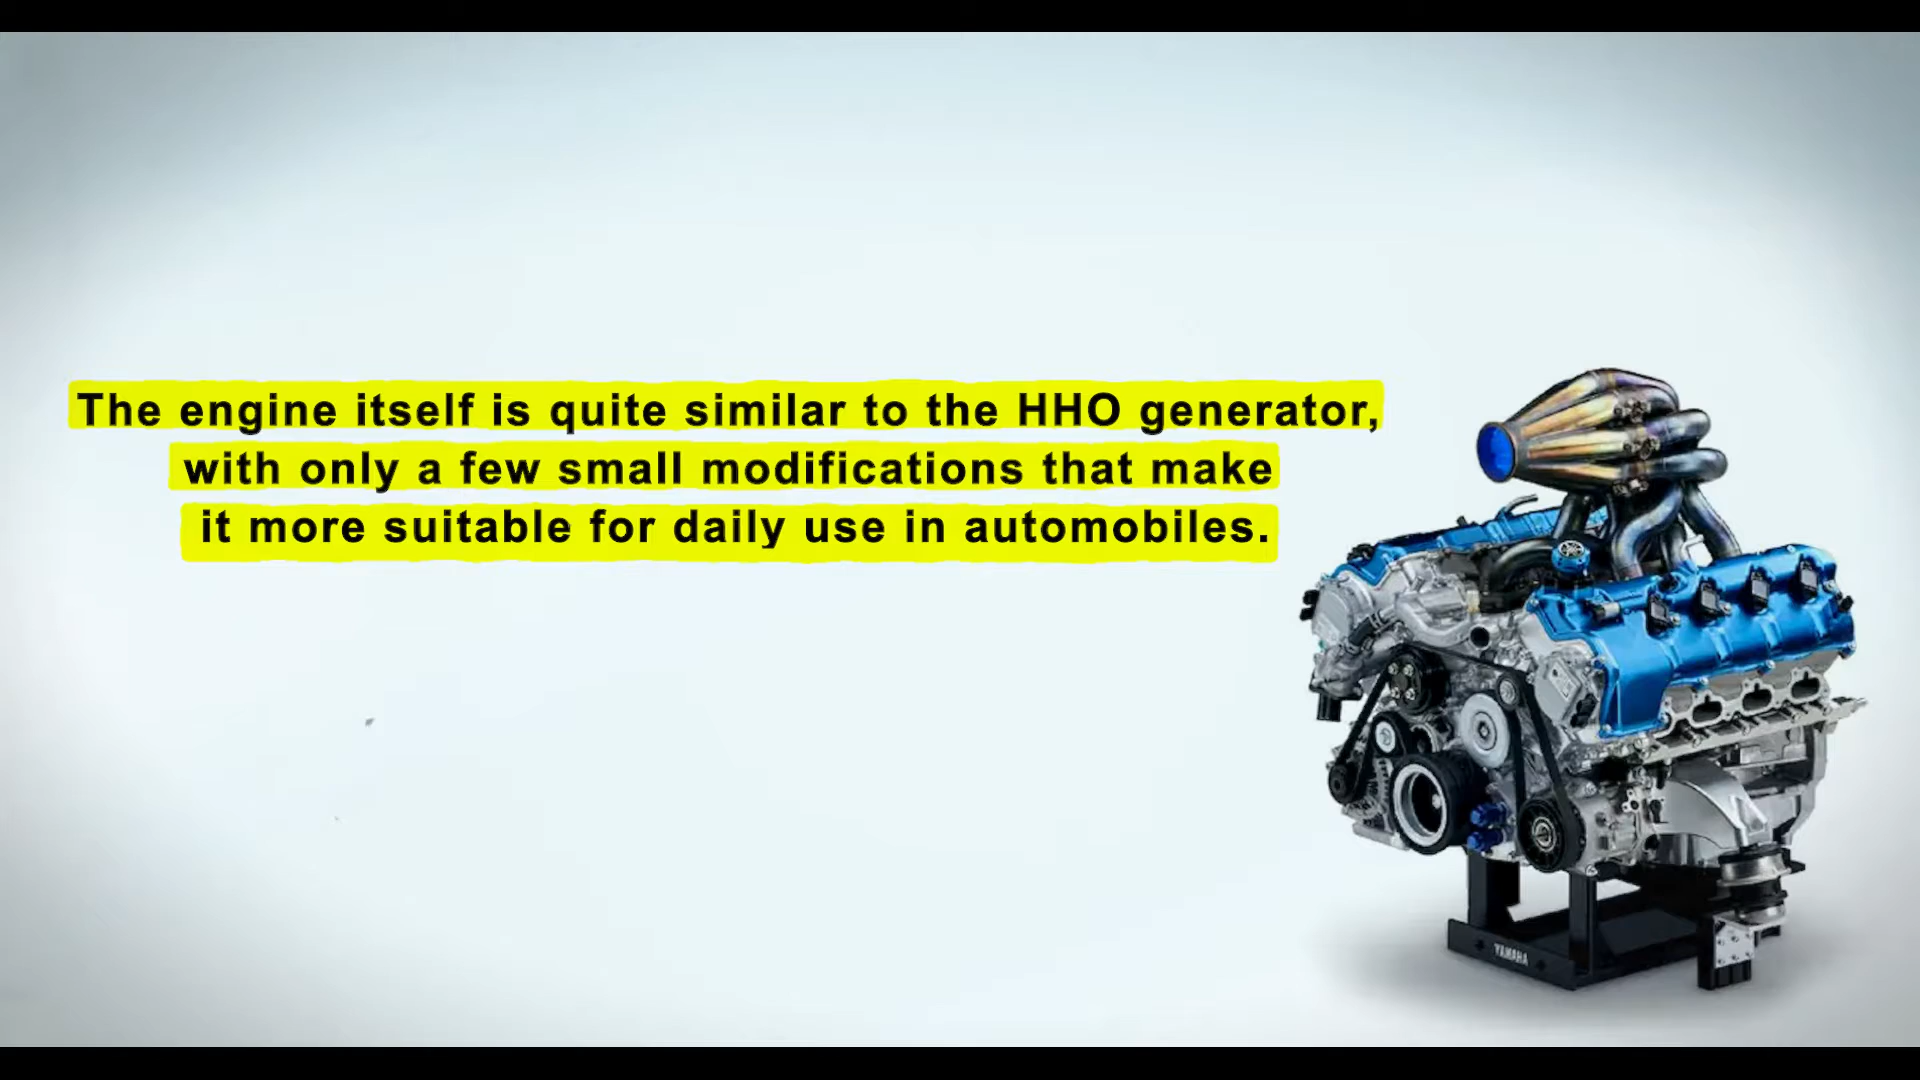 The engine itself is quite similar to the HHO generator,
with only a few small modifications that make
it more suitable for daily use in automobiles.
YAMAHA